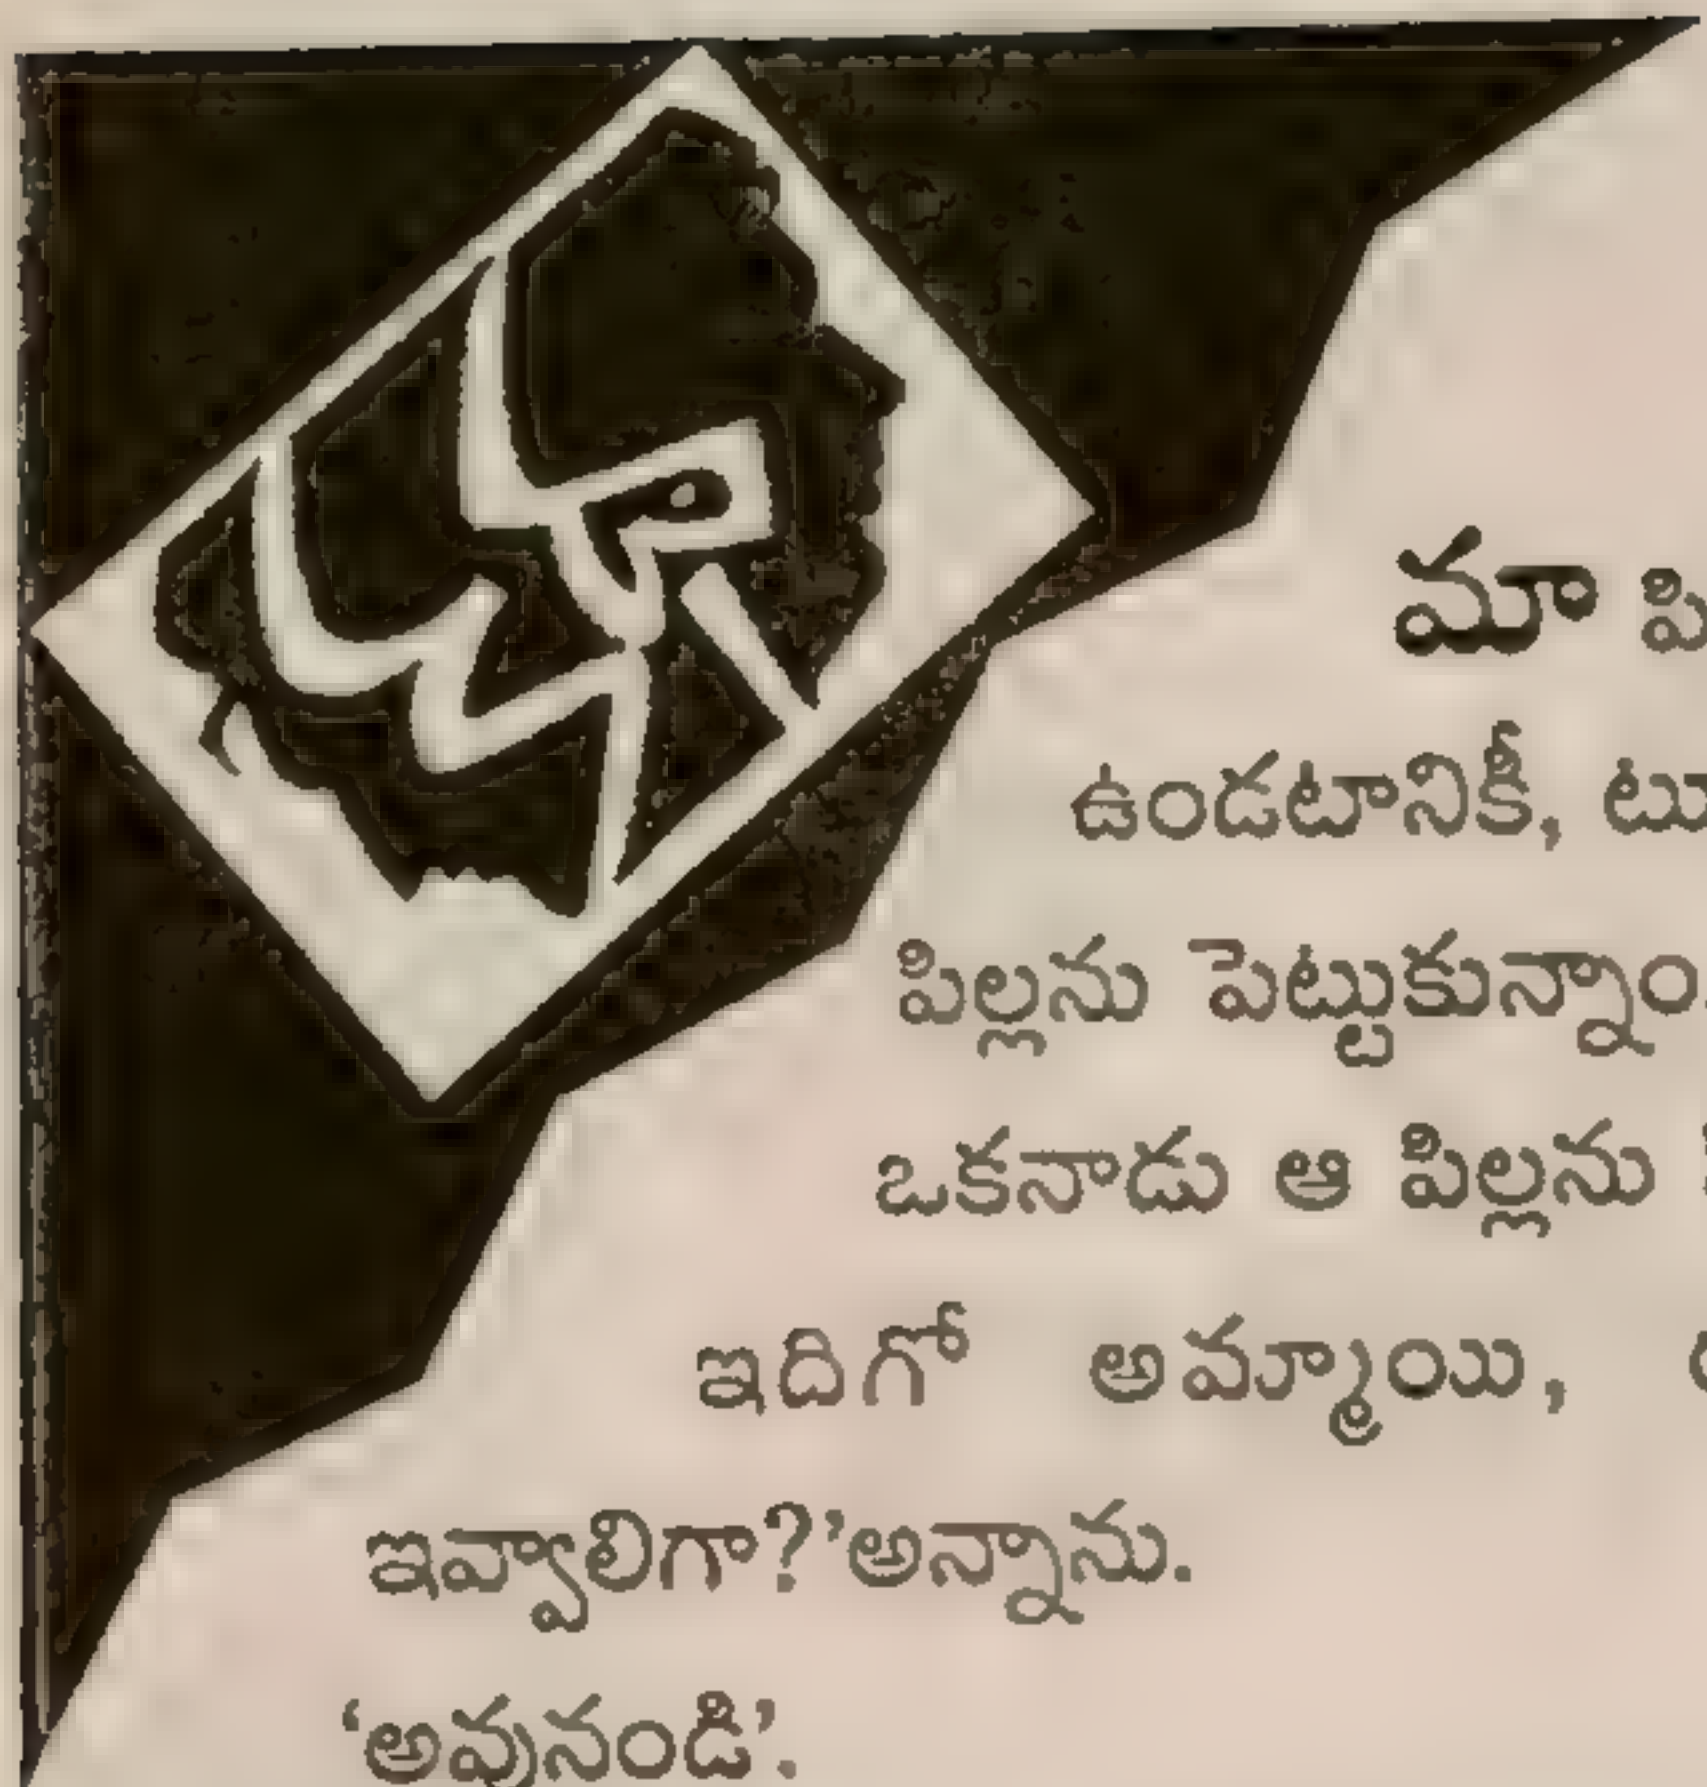 మా
ఉండటానికీ,
పిల్లను పెట్టుకున్నాం.
ఒకనాడు ఆ పిల్లను
ఇదిగో అమ్మాయి,
ఇవ్వాలిగా?'అన్నాను.
'అవునండి'.